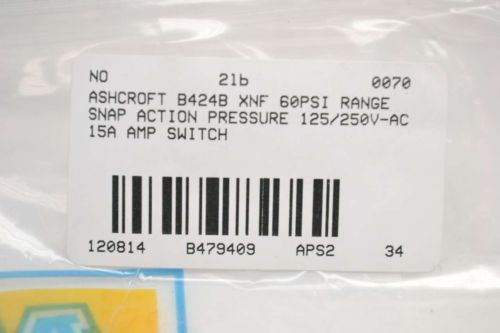 NO 2lb 0070
ASHCROFT B424B XNF 60PSI RANGE
SNAP ACTION PRESSURE 125/250V-AC
15A AMP SWITCH
120814 B479409 APS2 34